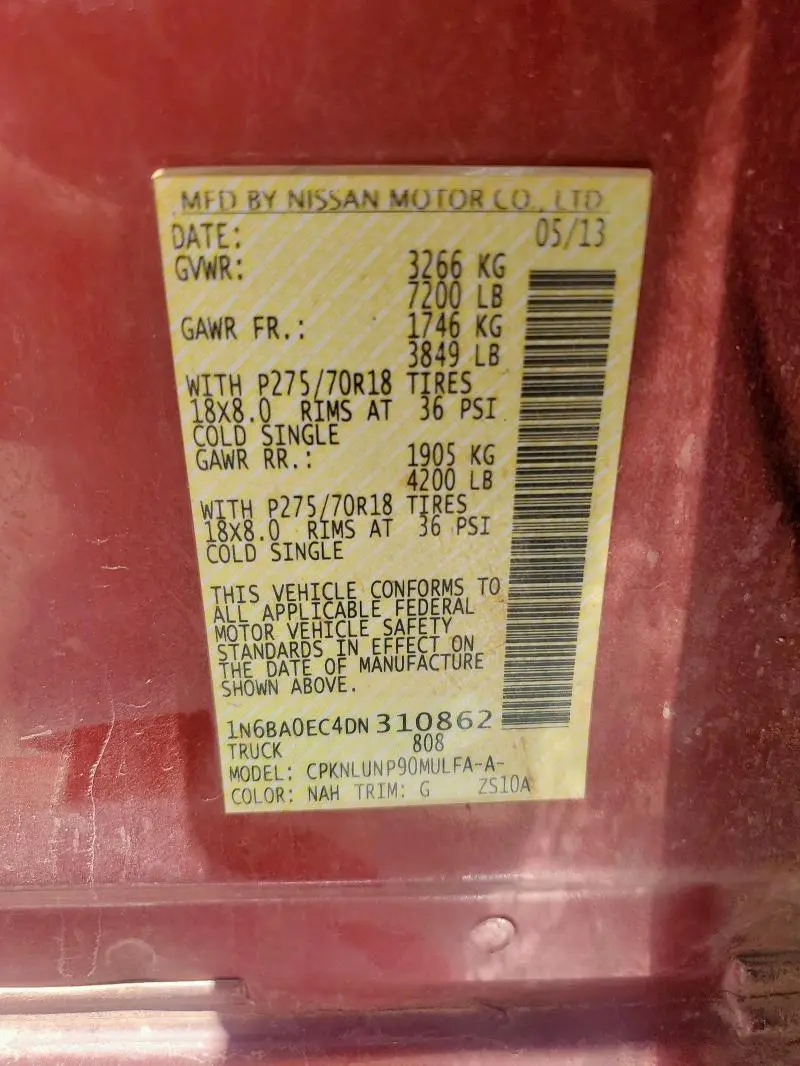 MFD BY NISSAN MOTOR CO., LTD
DATE: 05/13
GVWR: 3266 KG
7200 LB
GAWR FR.: 1746 KG
3849 LB
WITH P275/70R18 TIRES
18X8.0 RIMS AT 36 PSI
COLD SINGLE
GAWR RR.: 1905 KG
4200 LB
WITH P275/70R18 TIRES
18X8.0 RIMS AT 36 PSI
COLD SINGLE
THIS VEHICLE CONFORMS TO
ALL APPLICABLE FEDERAL
MOTOR VEHICLE SAFETY
STANDARDS IN EFFECT ON
THE DATE OF MANUFACTURE
SHOWN ABOVE.
1N6BA0EC4DN 310862
TRUCK 808
MODEL: CPKNLUNP90MULFA-A-
COLOR: NAH TRIM: G ZS10A